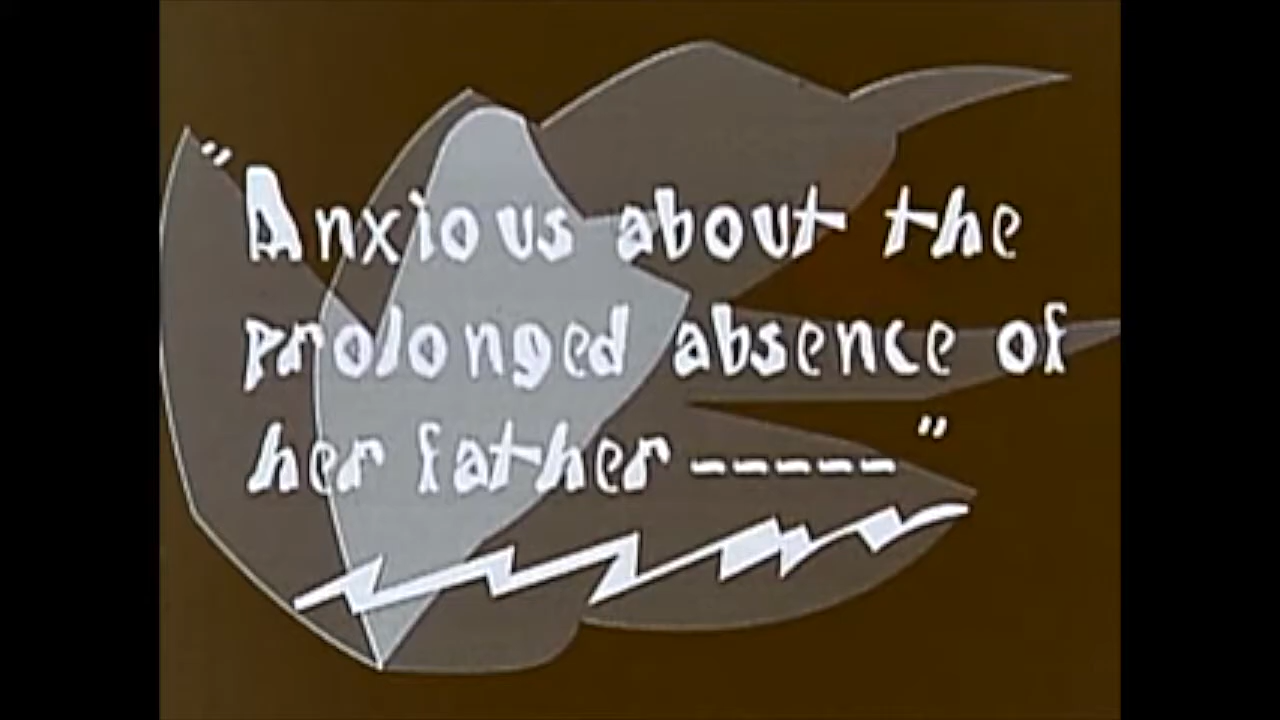 "Anxious about the
prolonged absence of
her father -----"